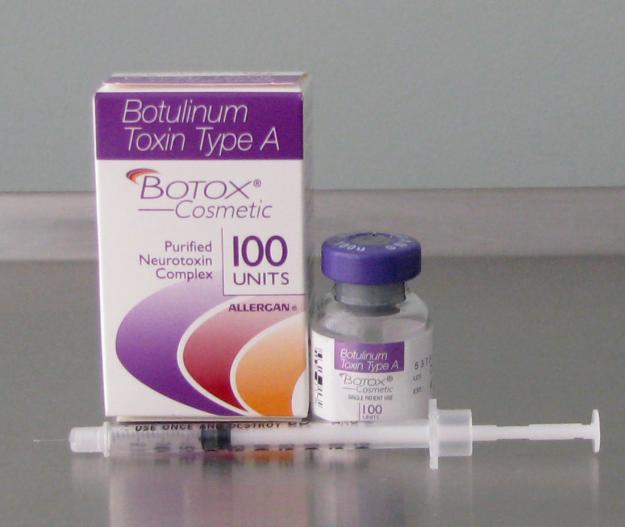 Botulinum
Toxin Type A
BOTOX®
Cosmetic
Purified
Neurotoxin
Complex
100
UNITS
ALLERGAN®
Botulinum
Toxin Type A
BOTOX®
Cosmetic
SINGLE PATIENT USE
100
UNITS
USE ONCE AND DESTROY